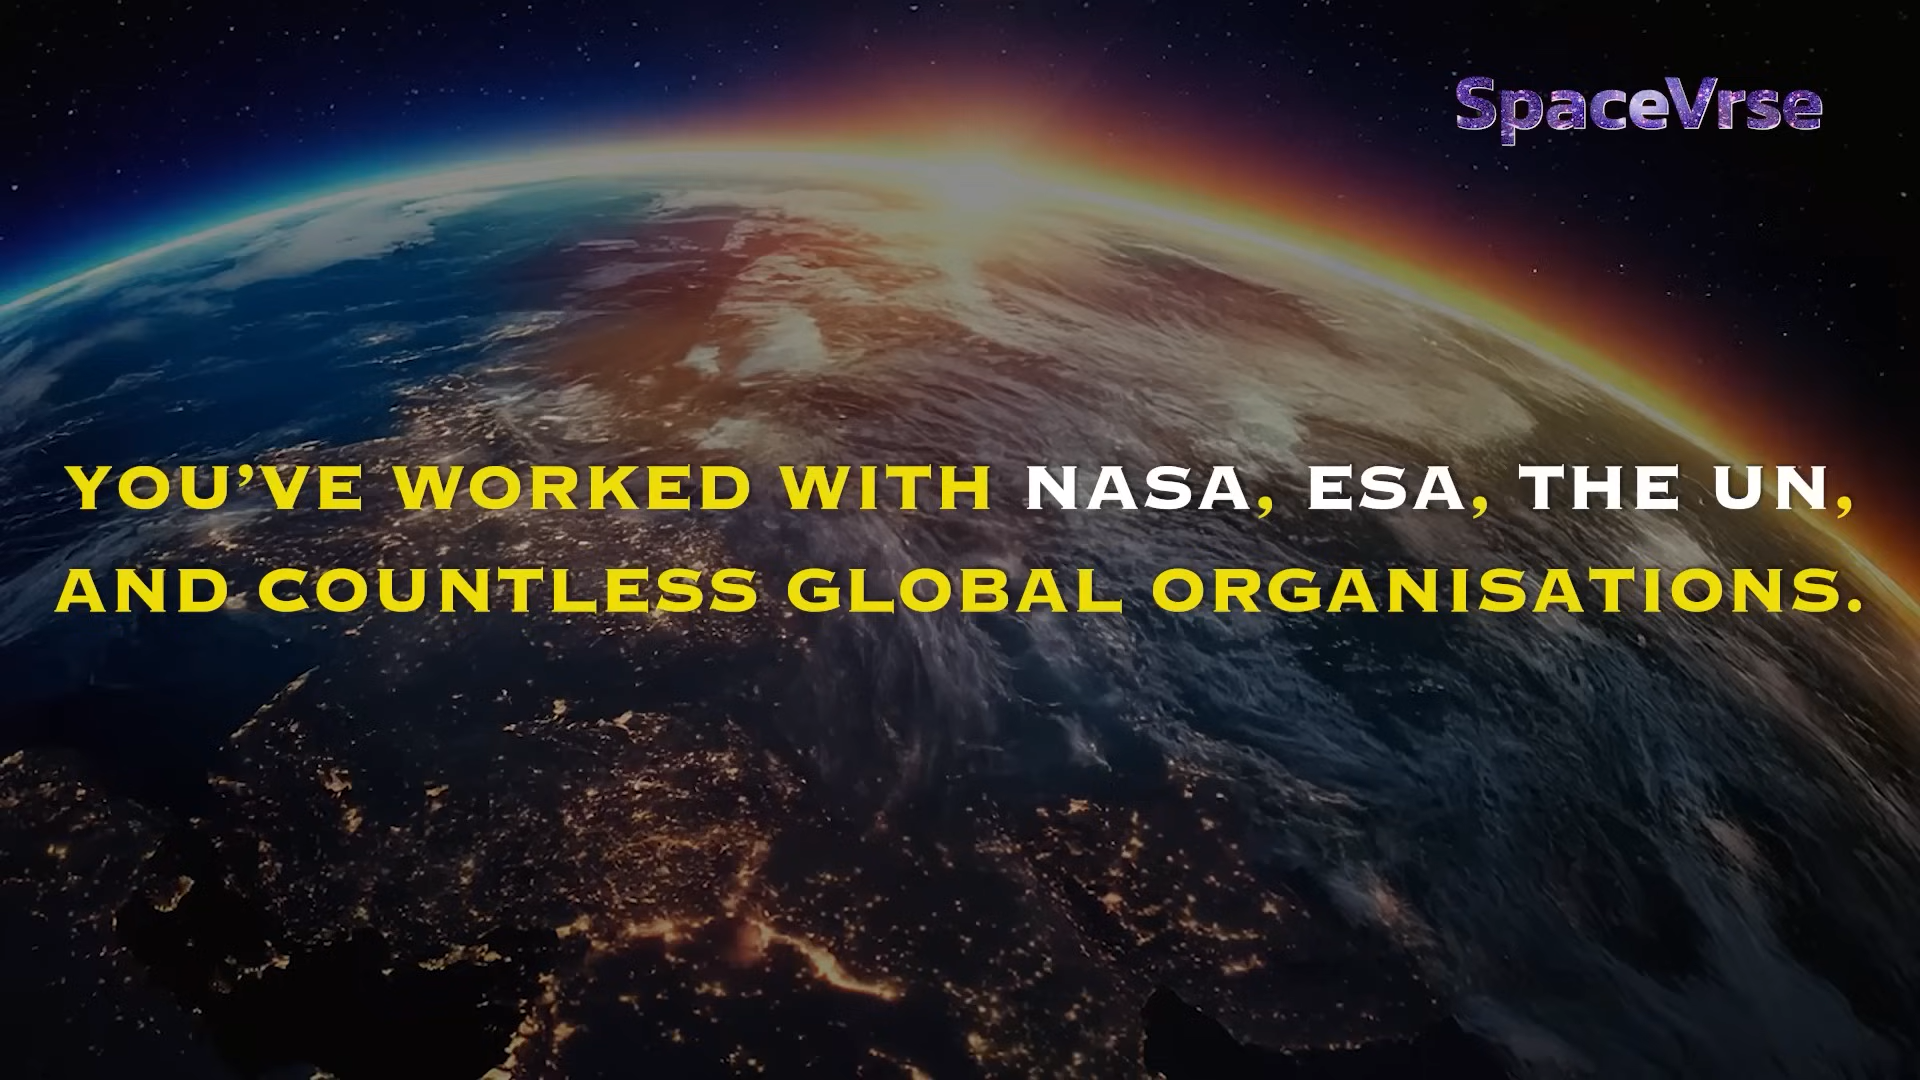 SpaceVrse
YOU’VE WORKED WITH NASA, ESA, THE UN,
AND COUNTLESS GLOBAL ORGANISATIONS.